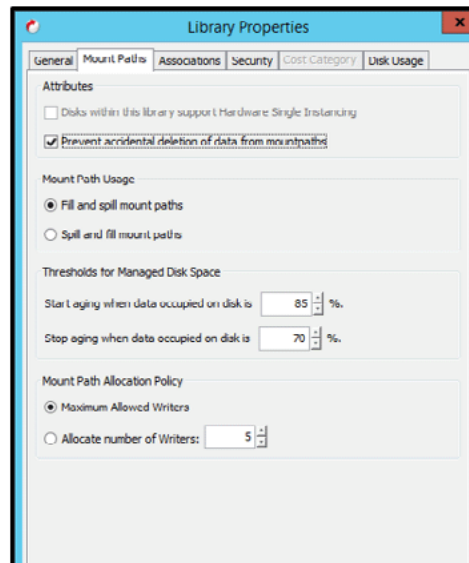 Library Properties
x
General Mount Paths Associations Security Cost Category Disk Usage
Attributes
Disks within this library support Hardware Single Instancing
Prevent accidental deletion of data from mountpaths
Mount Path Usage
Fill and spill mount paths
Spill and fill mount paths
Thresholds for Managed Disk Space
Start aging when data occupied on disk is 85 %.
Stop aging when data occupied on disk is 70 %.
Mount Path Allocation Policy
Maximum Allowed Writers
Allocate number of Writers: 5